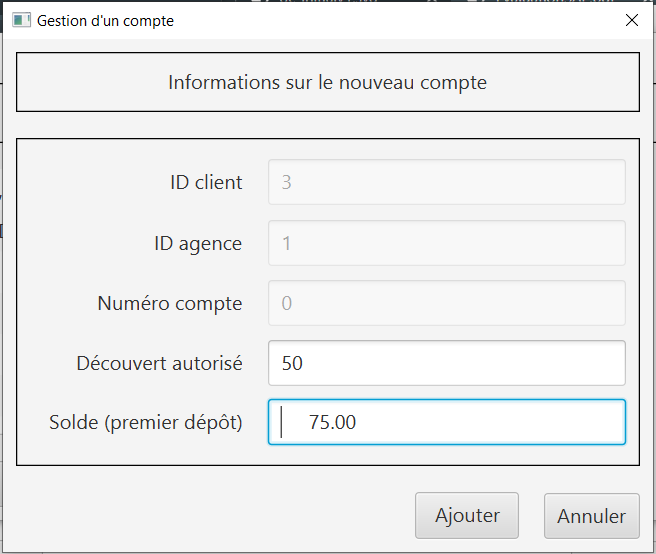 Gestion d'un compte
Informations sur le nouveau compte
ID client 3
ID agence 1
Numéro compte 0
Découvert autorisé 50
Solde (premier dépôt) 75.00
Ajouter Annuler